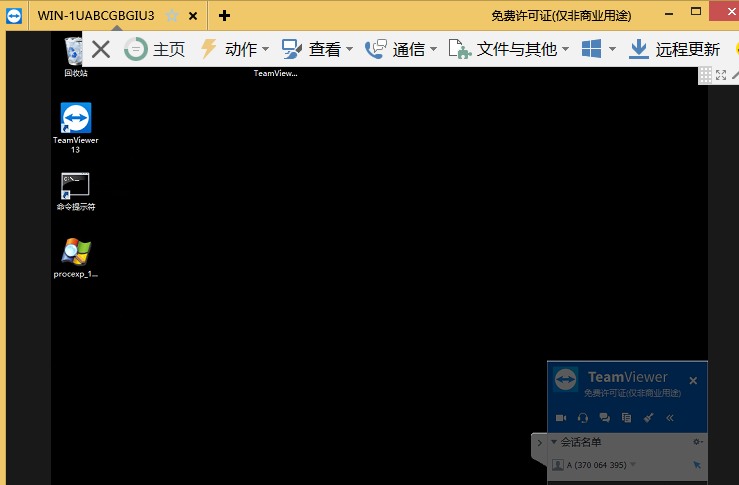 WIN-1UABCGBGIU3
免费许可证(仅非商业用途)
主页 动作 查看 通信 文件与其他 远程更新
回收站
TeamView...
TeamViewer
13
命令提示符
procexp_1...
TeamViewer
免费许可证(仅非商业用途)
会话名单
A (370 064 395)